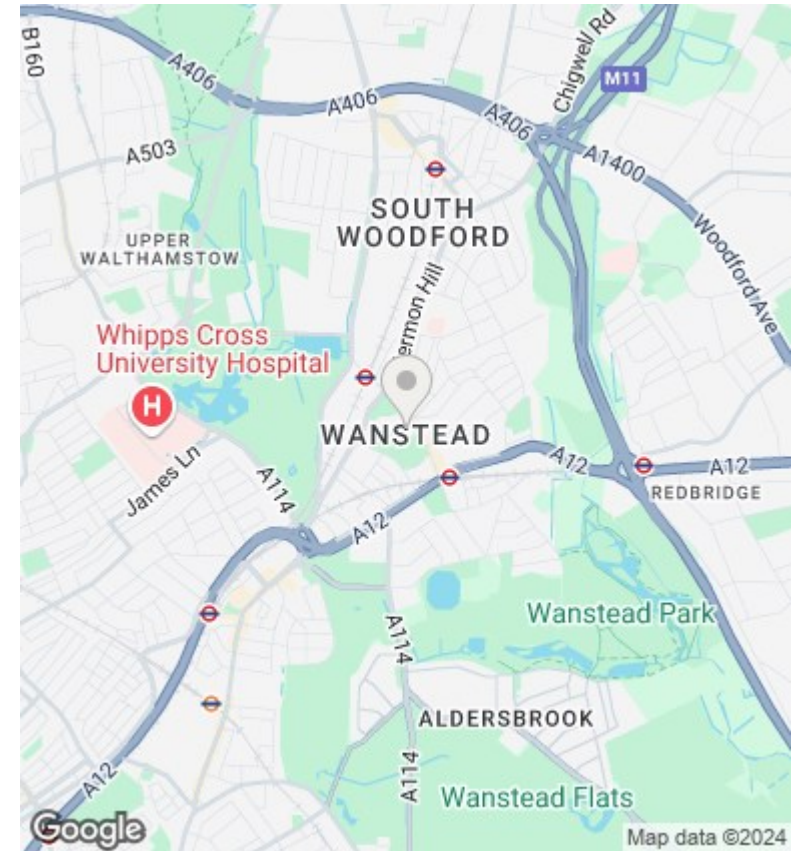 B160
A406
A406
A503
Chigwell Rd
M11
A406
A1400
SOUTH
WOODFORD
UPPER
WALTHAMSTOW
Woodford Ave
ermon Hill
Whipps Cross
University Hospital
H
WANSTEAD
James Ln
A114
A12
A12
REDBRIDGE
A12
Wanstead Park
A114
ALDERSBROOK
A114
Wanstead Flats
A12
Google
Map data ©2024